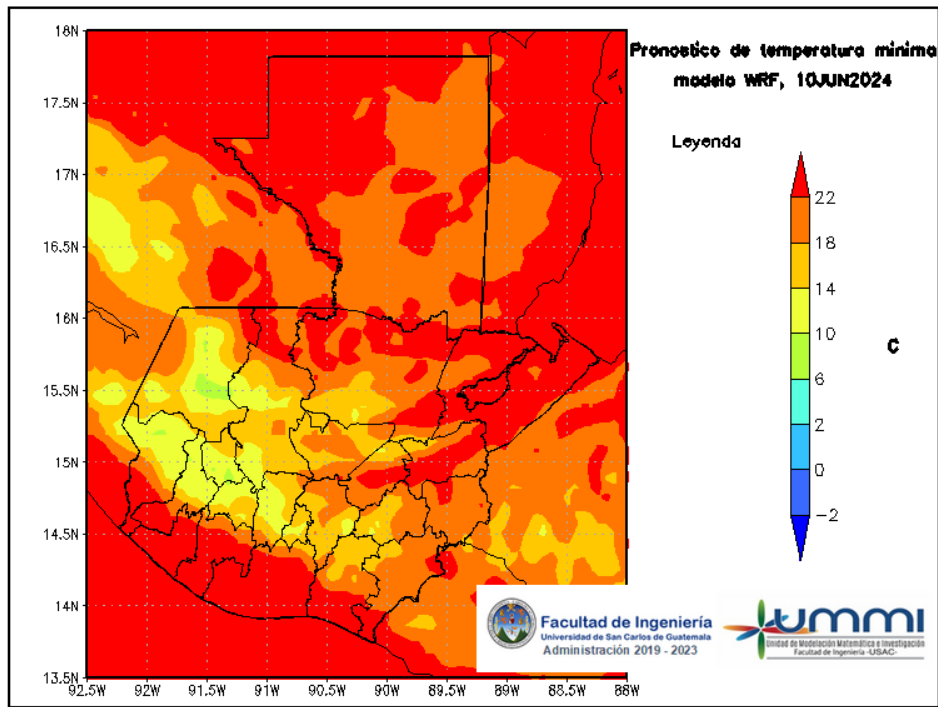 Pronostico de temperatura minima
modelo WRF, 10JUN2024
Leyenda
22
18
14
10
6
2
0
−2
C
18N
17.5N
17N
16.5N
16N
15.5N
15N
14.5N
14N
13.5N
92.5W 92W 91.5W 91W 90.5W 90W 89.5W 89W 88.5W 88W
Facultad de Ingeniería
Universidad de San Carlos de Guatemala
Administración 2019 - 2023
UMMI
Unidad de Modelación Matemática e Investigación
Facultad de Ingeniería -USAC-